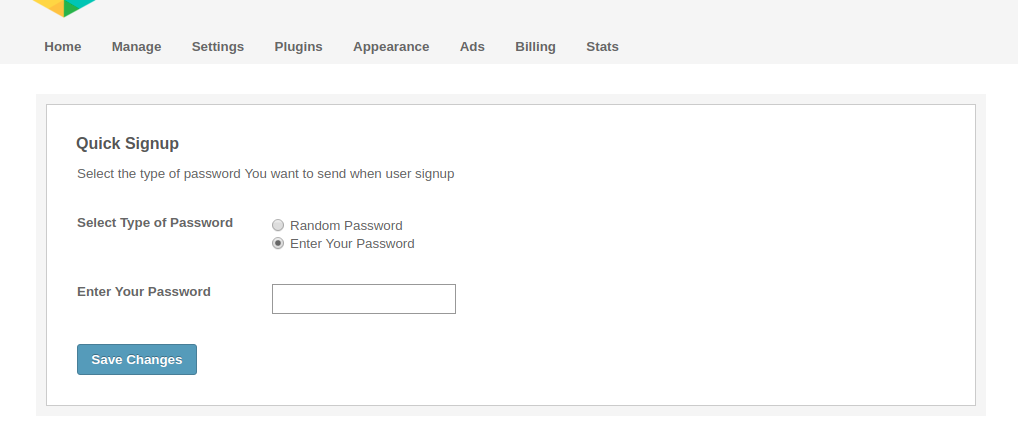 Home Manage Settings Plugins Appearance Ads Billing Stats
Quick Signup
Select the type of password You want to send when user signup
Select Type of Password
Random Password
Enter Your Password
Enter Your Password
Save Changes